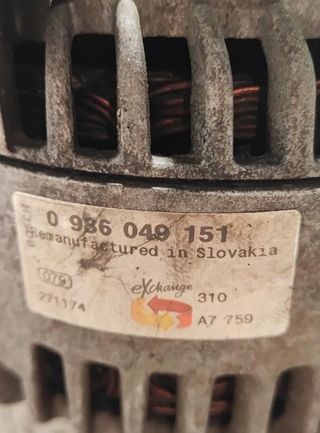 0 986 049 151
Remanufactured in Slovakia
079
eXchange
310
271174
A7 759